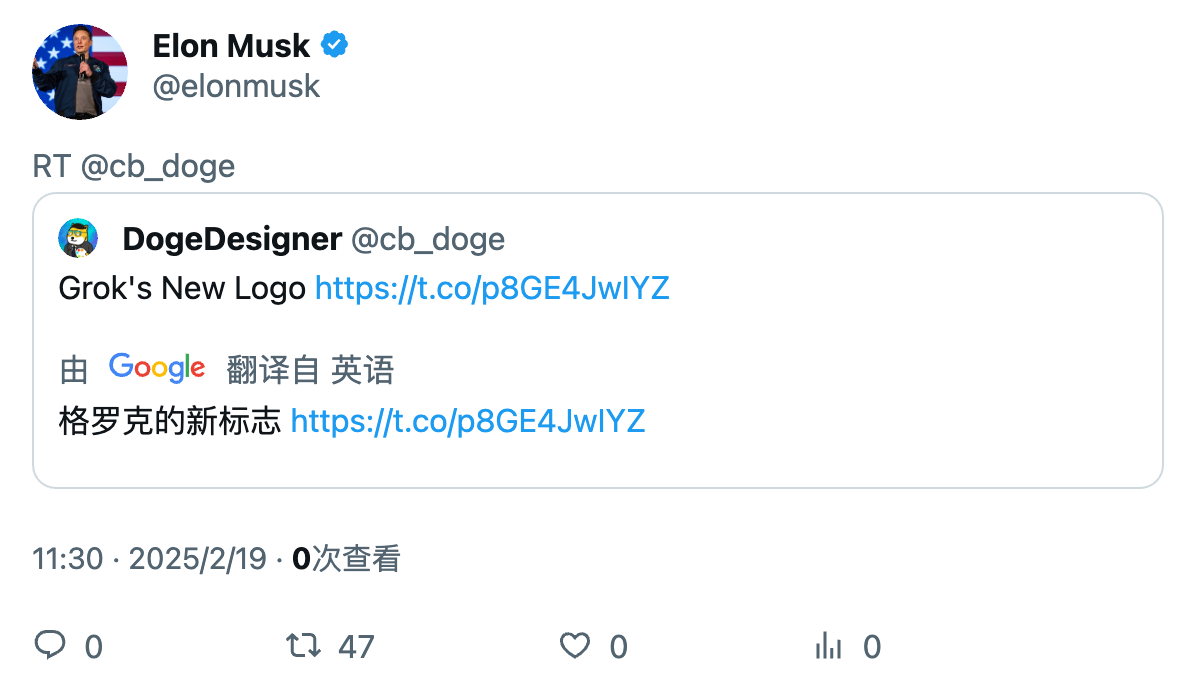 Elon Musk
@elonmusk
RT @cb_doge
DogeDesigner @cb_doge
Grok's New Logo https://t.co/p8GE4JwIYZ
由 Google 翻译自 英语
格罗克的新标志 https://t.co/p8GE4JwIYZ
11:30 · 2025/2/19 · 0次查看
0 47 0 0